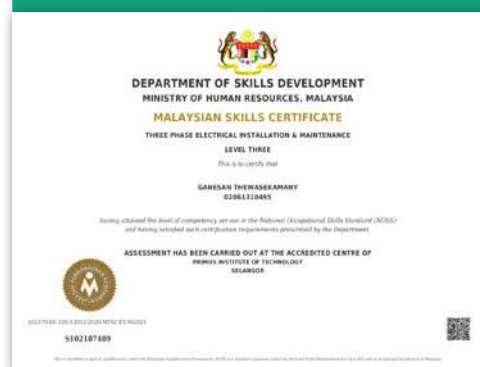 DEPARTMENT OF SKILLS DEVELOPMENT
MINISTRY OF HUMAN RESOURCES, MALAYSIA
MALAYSIAN SKILLS CERTIFICATE
THREE PHASE ELECTRICAL INSTALLATION & MAINTENANCE
LEVEL THREE
This is to certify that
GANESAN THEWASEKAMANY
02061310495
having attained the level of competency set out in the National Occupational Skills Standard (NOSS)
and having satisfied such certification requirements prescribed by the Department
ASSESSMENT HAS BEEN CARRIED OUT AT THE ACCREDITED CENTRE OF
PRIMUS INSTITUTE OF TECHNOLOGY
SELANGOR
S102187489